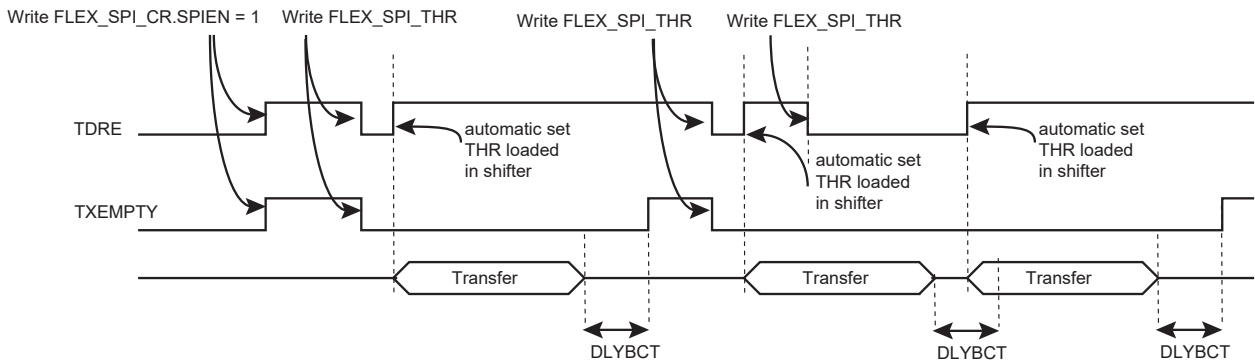 Write FLEX_SPI_CR.SPIEN = 1
Write FLEX_SPI_THR
Write FLEX_SPI_THR
Write FLEX_SPI_THR
TDRE
automatic set
THR loaded
in shifter
automatic set
THR loaded
in shifter
automatic set
THR loaded
in shifter
TXEMPTY
Transfer
Transfer
Transfer
DLYBCT
DLYBCT
DLYBCT